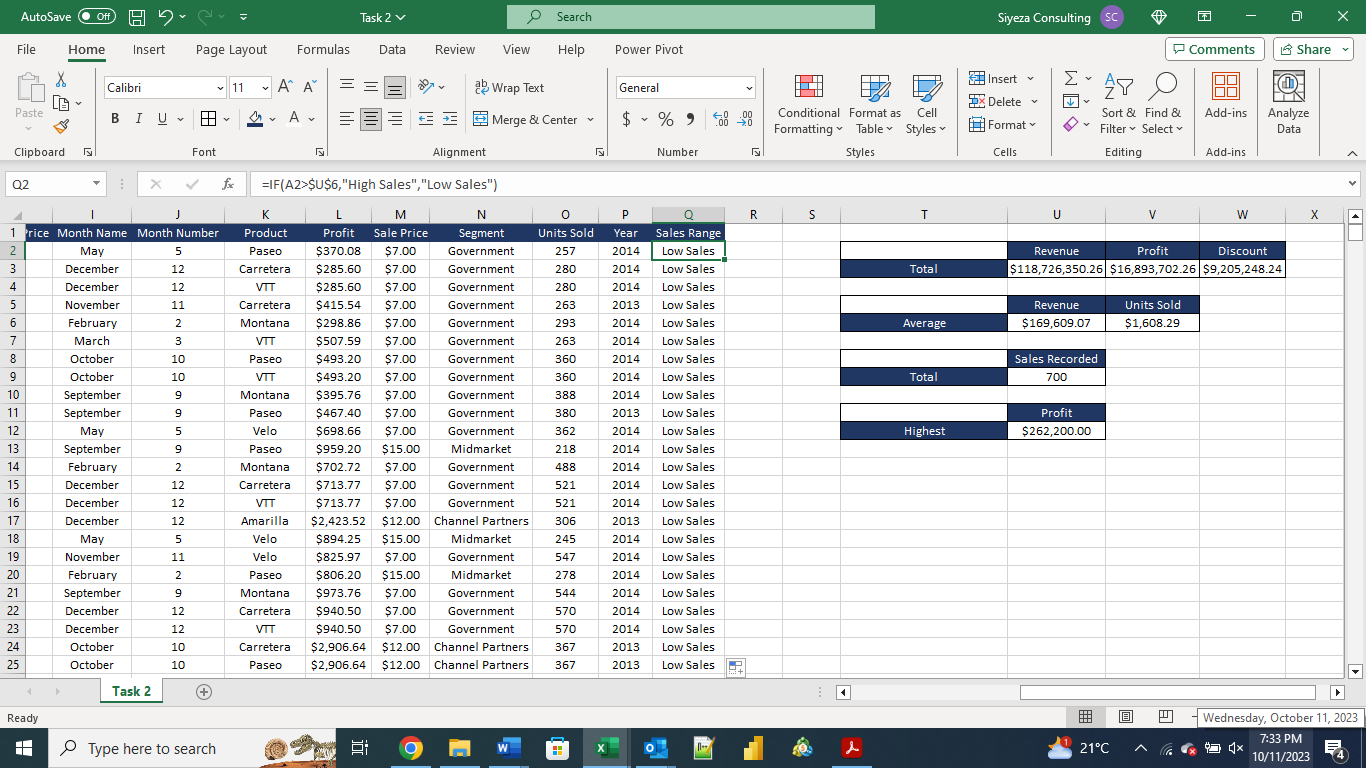 AutoSave Off Task 2 Search Siyeza Consulting SC
File Home Insert Page Layout Formulas Data Review View Help Power Pivot Comments Share
Paste
Calibri 11
B I U A
Wrap Text
Merge & Center
General
$ % ,
Conditional Formatting
Format as Table
Cell Styles
Insert
Delete
Format
Sort & Filter
Find & Select
Add-ins
Analyze Data
Clipboard Font Alignment Number Styles Cells Editing Add-ins
Q2 fx =IF(A2>$U$6,"High Sales","Low Sales")
I J K L M N O P Q R S T U V W X
1 Price Month Name Month Number Product Profit Sale Price Segment Units Sold Year Sales Range
2 May 5 Paseo $370.08 $7.00 Government 257 2014 Low Sales Revenue Profit Discount
3 December 12 Carretera $285.60 $7.00 Government 280 2014 Low Sales Total $118,726,350.26 $16,893,702.26 $9,205,248.24
4 December 12 VTT $285.60 $7.00 Government 280 2014 Low Sales
5 November 11 Carretera $415.54 $7.00 Government 263 2013 Low Sales Revenue Units Sold
6 February 2 Montana $298.86 $7.00 Government 293 2014 Low Sales Average $169,609.07 $1,608.29
7 March 3 VTT $507.59 $7.00 Government 263 2014 Low Sales
8 October 10 Paseo $493.20 $7.00 Government 360 2014 Low Sales Sales Recorded
9 October 10 VTT $493.20 $7.00 Government 360 2014 Low Sales Total 700
10 September 9 Montana $395.76 $7.00 Government 388 2014 Low Sales
11 September 9 Paseo $467.40 $7.00 Government 380 2013 Low Sales Profit
12 May 5 Velo $698.66 $7.00 Government 362 2014 Low Sales Highest $262,200.00
13 September 9 Paseo $959.20 $15.00 Midmarket 218 2014 Low Sales
14 February 2 Montana $702.72 $7.00 Government 488 2014 Low Sales
15 December 12 Carretera $713.77 $7.00 Government 521 2014 Low Sales
16 December 12 VTT $713.77 $7.00 Government 521 2014 Low Sales
17 December 12 Amarilla $2,423.52 $12.00 Channel Partners 306 2013 Low Sales
18 May 5 Velo $894.25 $15.00 Midmarket 245 2014 Low Sales
19 November 11 Velo $825.97 $7.00 Government 547 2014 Low Sales
20 February 2 Paseo $806.20 $15.00 Midmarket 278 2014 Low Sales
21 September 9 Montana $973.76 $7.00 Government 544 2014 Low Sales
22 December 12 Carretera $940.50 $7.00 Government 570 2014 Low Sales
23 December 12 VTT $940.50 $7.00 Government 570 2014 Low Sales
24 October 10 Carretera $2,906.64 $12.00 Channel Partners 367 2013 Low Sales
25 October 10 Paseo $2,906.64 $12.00 Channel Partners 367 2013 Low Sales
Task 2
Ready
Wednesday, October 11, 2023
Type here to search 21°C 7:33 PM
10/11/2023
4